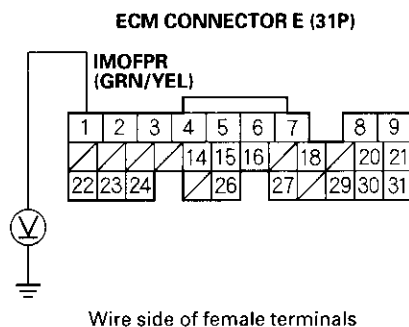 ECM CONNECTOR E (31P)
IMOFPR
(GRN/YEL)
1 2 3 4 5 6 7 8 9
14 15 16 18 20 21
22 23 24 26 27 29 30 31
V
Wire side of female terminals